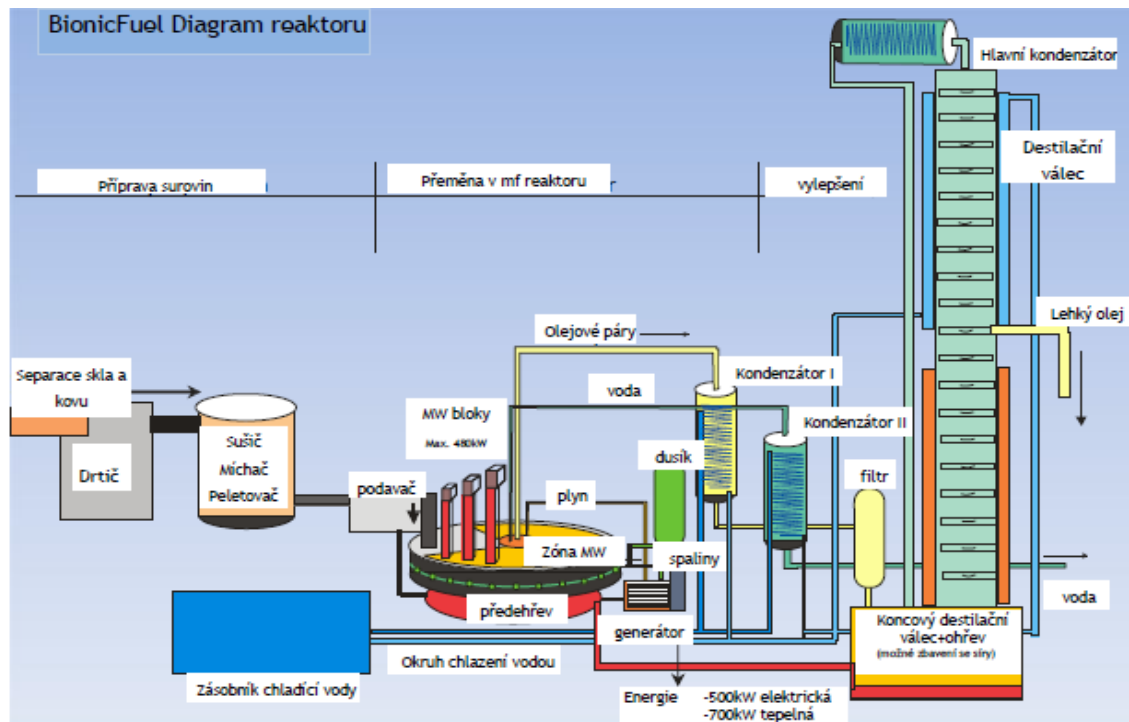 BionicFuel Diagram reaktoru
Hlavní kondenzátor
Destilační
válec
Příprava surovin
Přeměna v mf reaktoru
vylepšení
Lehký olej
Olejové páry
Separace skla a
kovu
voda
Kondenzátor I
MW bloky
Max. 480kW
Kondenzátor II
Sušič
Míchač
Peletovač
Drtič
dusík
filtr
podavač
plyn
Zóna MW
spaliny
voda
předehřev
generátor
Koncový destilační
válec+ohřev
(možné zbavení se síry)
Okruh chlazení vodou
Zásobník chladící vody
Energie -500kW elektrická
-700kW tepelná